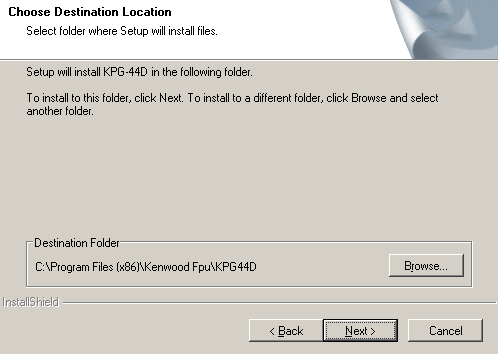 Choose Destination Location
Select folder where Setup will install files.
Setup will install KPG-44D in the following folder.
To install to this folder, click Next. To install to a different folder, click Browse and select
another folder.
Destination Folder
C:\Program Files (x86)\Kenwood Fpu\KPG44D
Browse...
InstallShield
< Back
Next >
Cancel